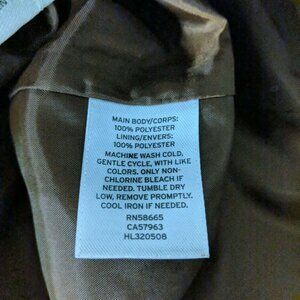 MAIN BODY/CORPS:
100% POLYESTER
LINING/ENVERS:
100% POLYESTER
MACHINE WASH COLD,
GENTLE CYCLE, WITH LIKE
COLORS. ONLY NON-
CHLORINE BLEACH IF
NEEDED. TUMBLE DRY
LOW, REMOVE PROMPTLY.
COOL IRON IF NEEDED.
RN58665
CA57963
HL320508